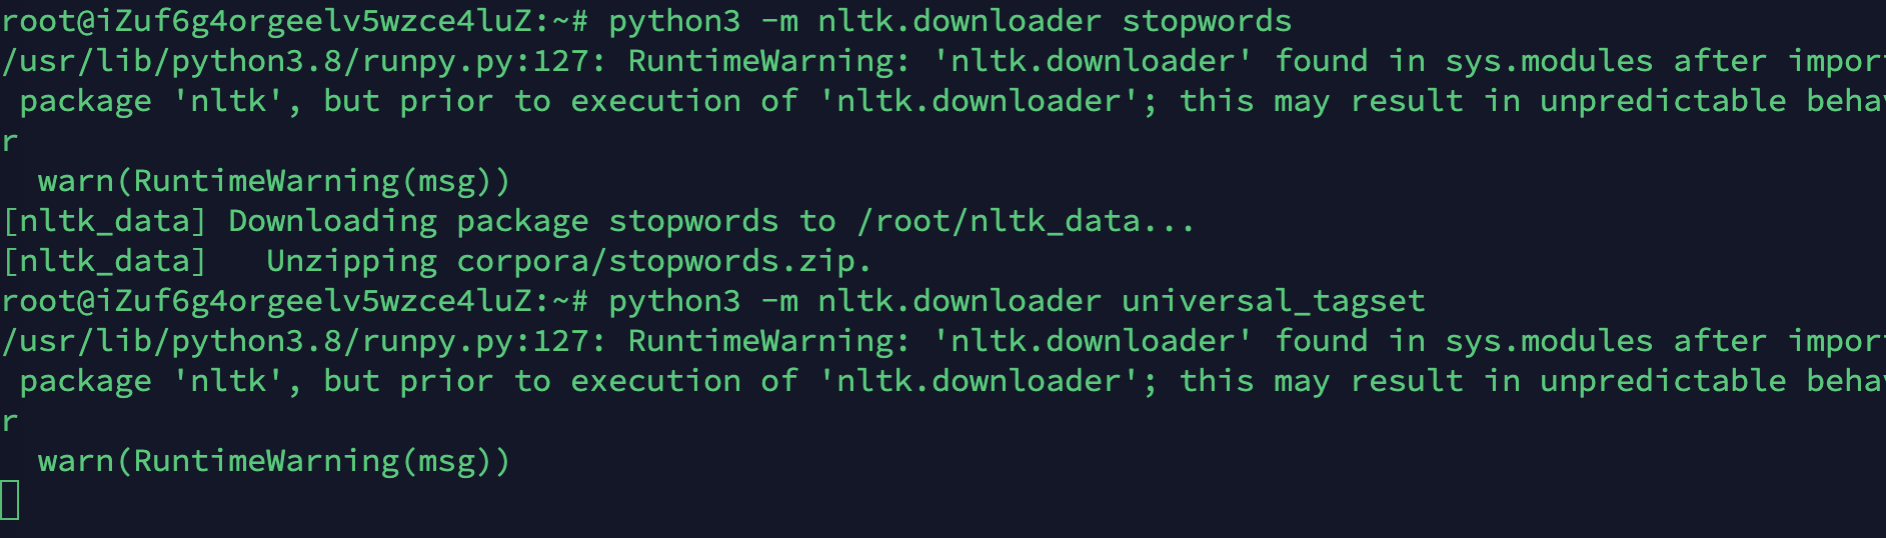 root@iZuf6g4orgeelv5wzce4luZ:~# python3 -m nltk.downloader stopwords
/usr/lib/python3.8/runpy.py:127: RuntimeWarning: 'nltk.downloader' found in sys.modules after impor
package 'nltk', but prior to execution of 'nltk.downloader'; this may result in unpredictable beha
r
warn(RuntimeWarning(msg))
[nltk_data] Downloading package stopwords to /root/nltk_data...
[nltk_data]   Unzipping corpora/stopwords.zip.
root@iZuf6g4orgeelv5wzce4luZ:~# python3 -m nltk.downloader universal_tagset
/usr/lib/python3.8/runpy.py:127: RuntimeWarning: 'nltk.downloader' found in sys.modules after impor
package 'nltk', but prior to execution of 'nltk.downloader'; this may result in unpredictable beha
r
warn(RuntimeWarning(msg))